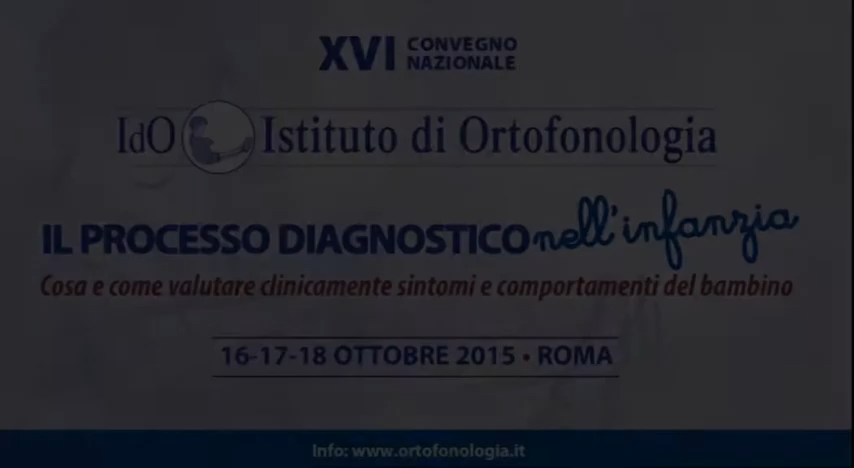 XVI CONVEGNO
NAZIONALE
IdO Istituto di Ortofonologia
IL PROCESSO DIAGNOSTICO nell'infanzia
Cosa e come valutare clinicamente sintomi e comportamenti del bambino
16-17-18 OTTOBRE 2015 • ROMA
Info: www.ortofonologia.it